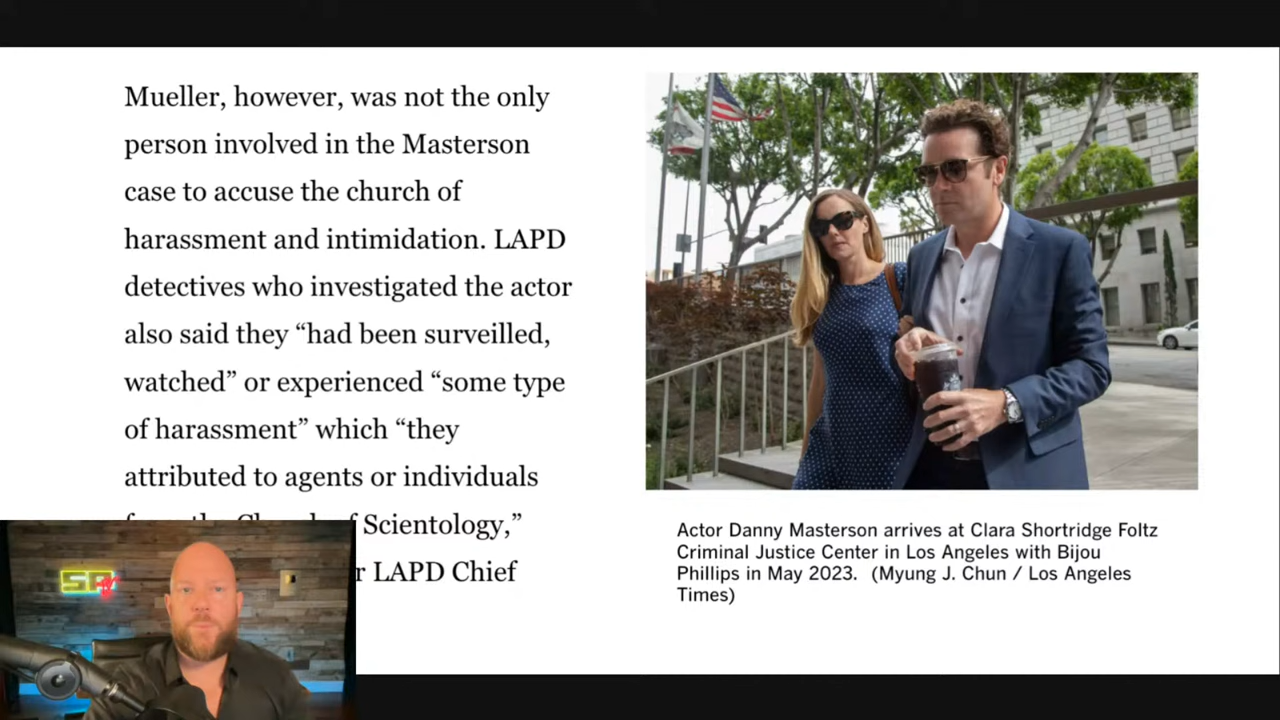 Mueller, however, was not the only
person involved in the Masterson
case to accuse the church of
harassment and intimidation. LAPD
detectives who investigated the actor
also said they “had been surveilled,
watched” or experienced “some type
of harassment” which “they
attributed to agents or individuals
of Scientology,”
r LAPD Chief
Actor Danny Masterson arrives at Clara Shortridge Foltz
Criminal Justice Center in Los Angeles with Bijou
Phillips in May 2023. (Myung J. Chun / Los Angeles
Times)